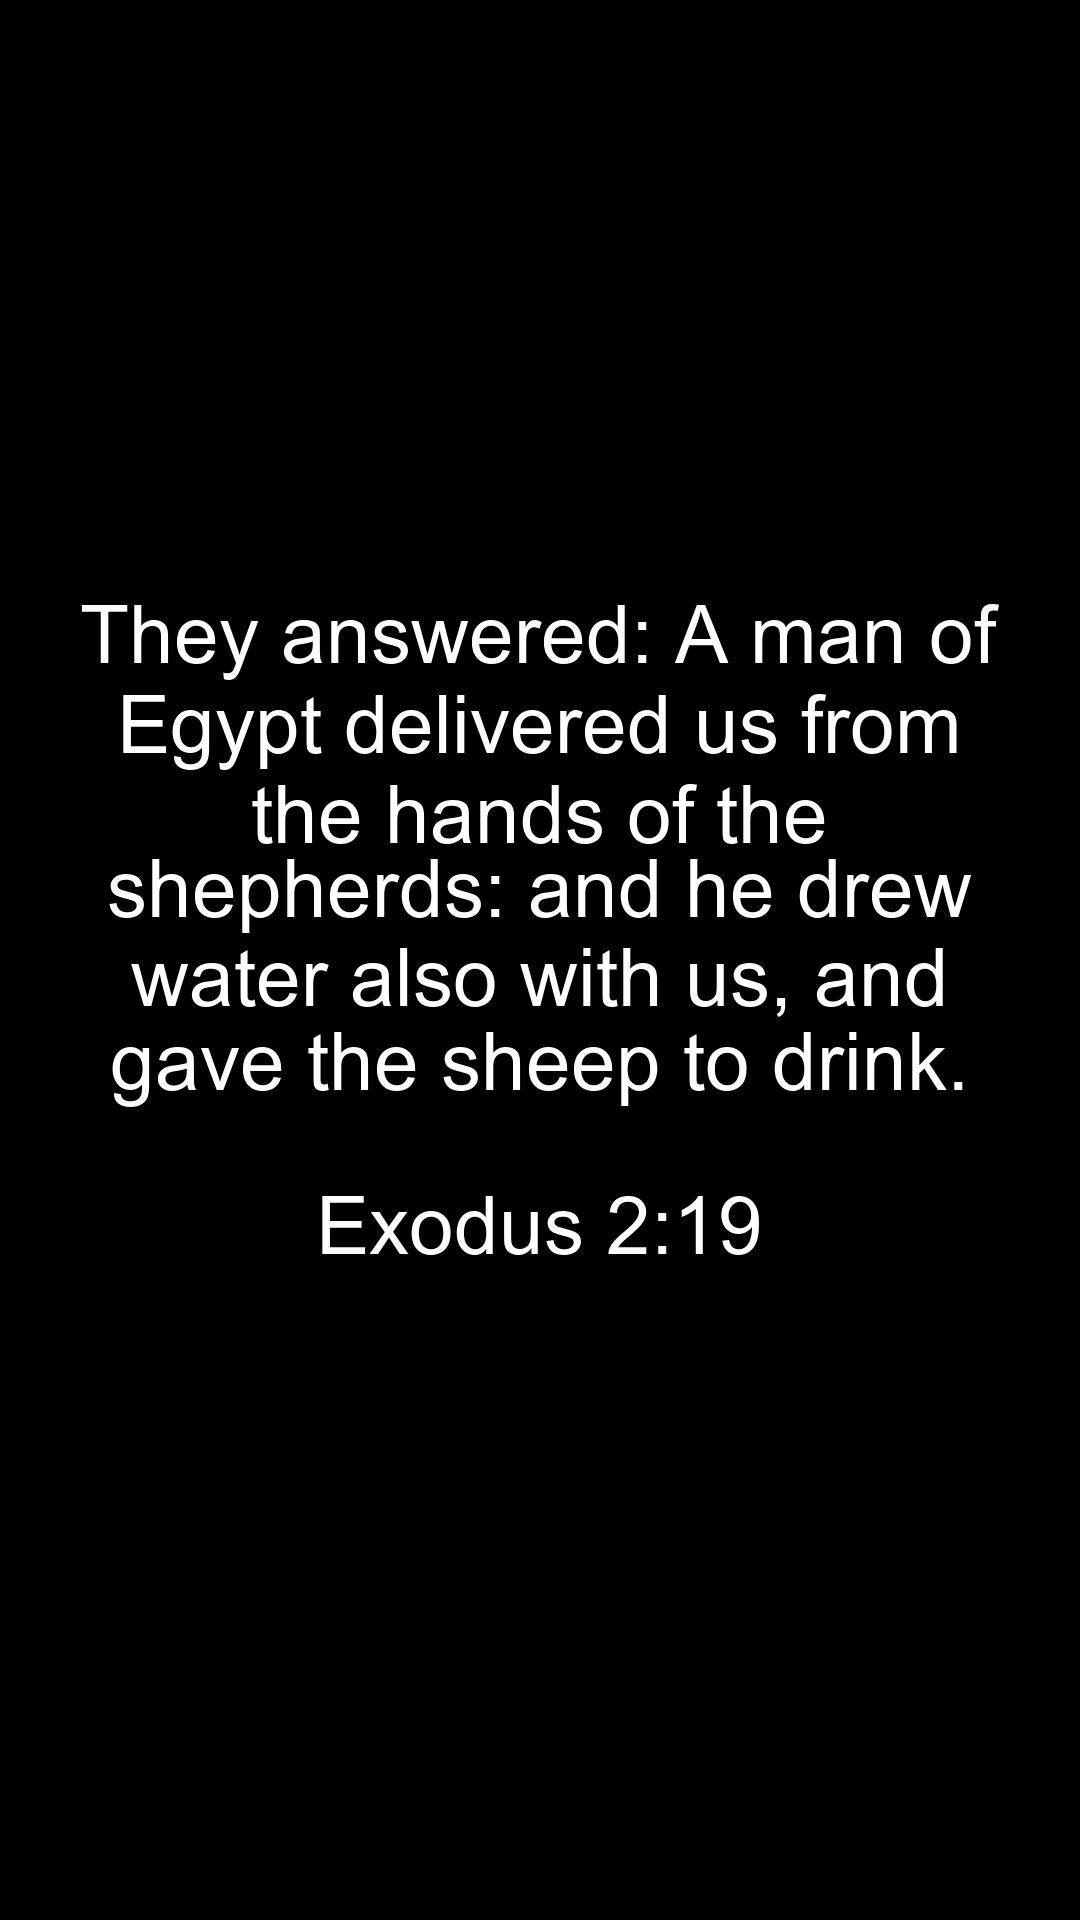 They answered: A man of
Egypt delivered us from
the hands of the
shepherds: and he drew
water also with us, and
gave the sheep to drink.
Exodus 2:19